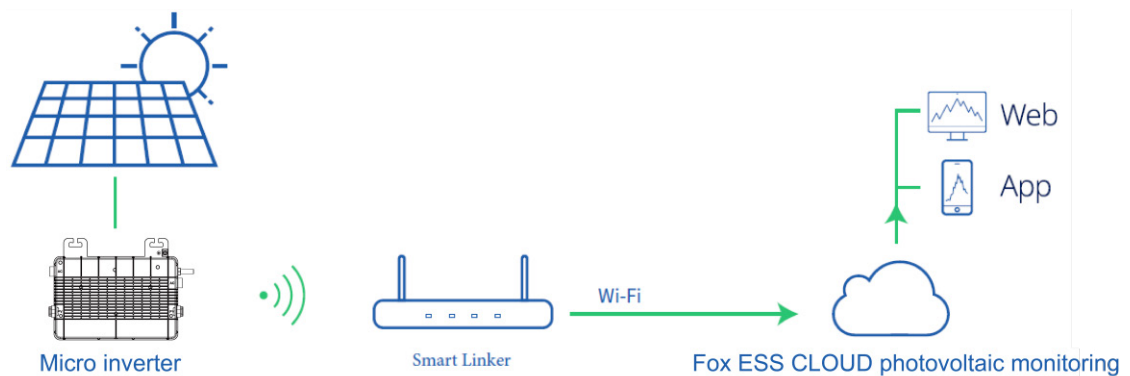 Web
App
Wi-Fi
Micro inverter
Smart Linker
Fox ESS CLOUD photovoltaic monitoring